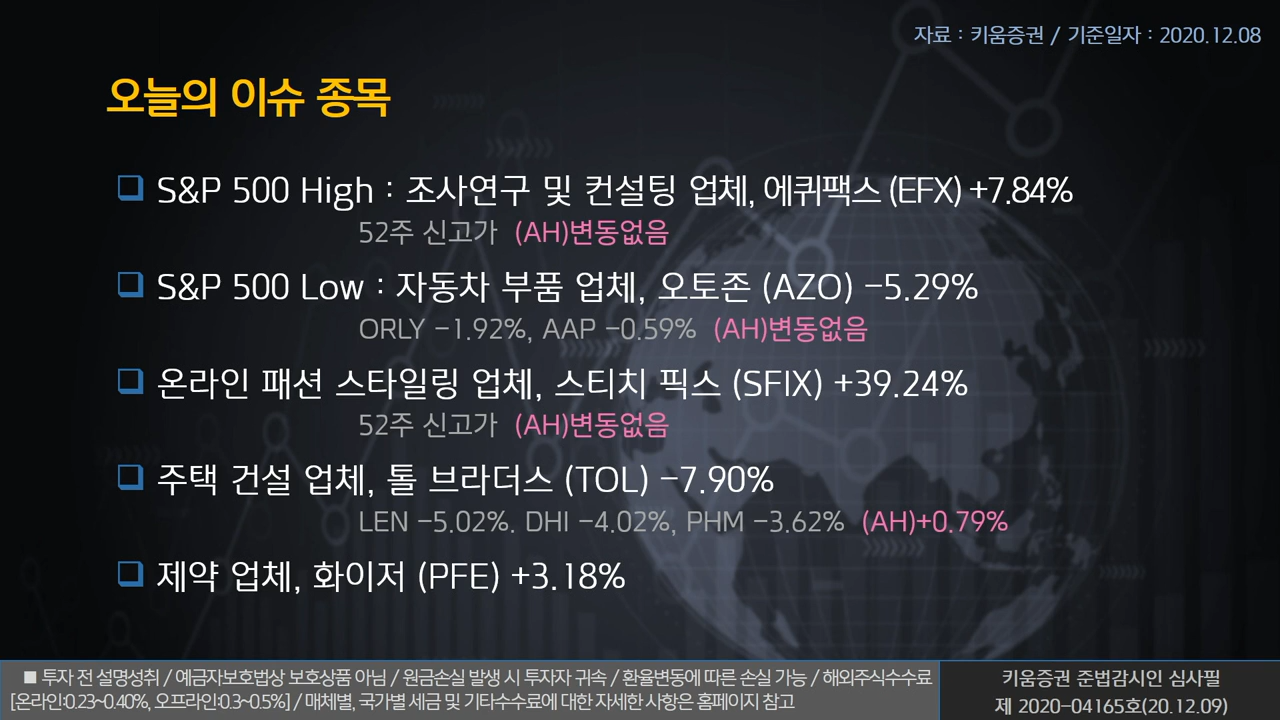 자료 : 키움증권 / 기준일자 : 2020.12.08
오늘의 이슈 종목
❑ S&P 500 High : 조사연구 및 컨설팅 업체, 에퀴팩스 (EFX) +7.84%
52주 신고가 (AH)변동없음
❑ S&P 500 Low : 자동차 부품 업체, 오토존 (AZO) -5.29%
ORLY -1.92%, AAP -0.59% (AH)변동없음
❑ 온라인 패션 스타일링 업체, 스티치 픽스 (SFIX) +39.24%
52주 신고가 (AH)변동없음
❑ 주택 건설 업체, 톨 브라더스 (TOL) -7.90%
LEN -5.02%. DHI -4.02%, PHM -3.62% (AH)+0.79%
❑ 제약 업체, 화이저 (PFE) +3.18%
■ 투자 전 설명성취 / 예금자보호법상 보호상품 아님 / 원금손실 발생 시 투자자 귀속 / 환율변동에 따른 손실 가능 / 해외주식수수료
[온라인:0.23~0.40%, 오프라인:0.3~0.5%] / 매체별, 국가별 세금 및 기타수수료에 대한 자세한 사항은 홈페이지 참고
키움증권 준법감시인 심사필
제 2020-04165호(20.12.09)